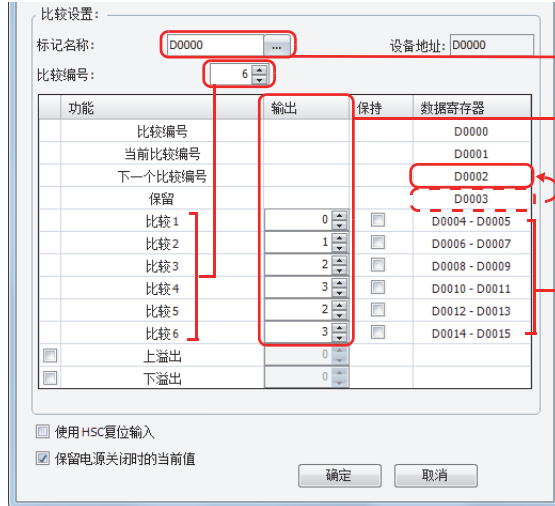 比较设置:
标记名称: D0000 ... 设备地址: D0000
比较编号: 6
功能 输出 保持 数据寄存器
比较编号 D0000
当前比较编号 D0001
下一个比较编号 D0002
保留 D0003
比较1 0 D0004 - D0005
比较2 1 D0006 - D0007
比较3 2 D0008 - D0009
比较4 3 D0010 - D0011
比较5 2 D0012 - D0013
比较6 3 D0014 - D0015
上溢出 0
下溢出 0
使用HSC复位输入
保留电源关闭时的当前值
确定 取消